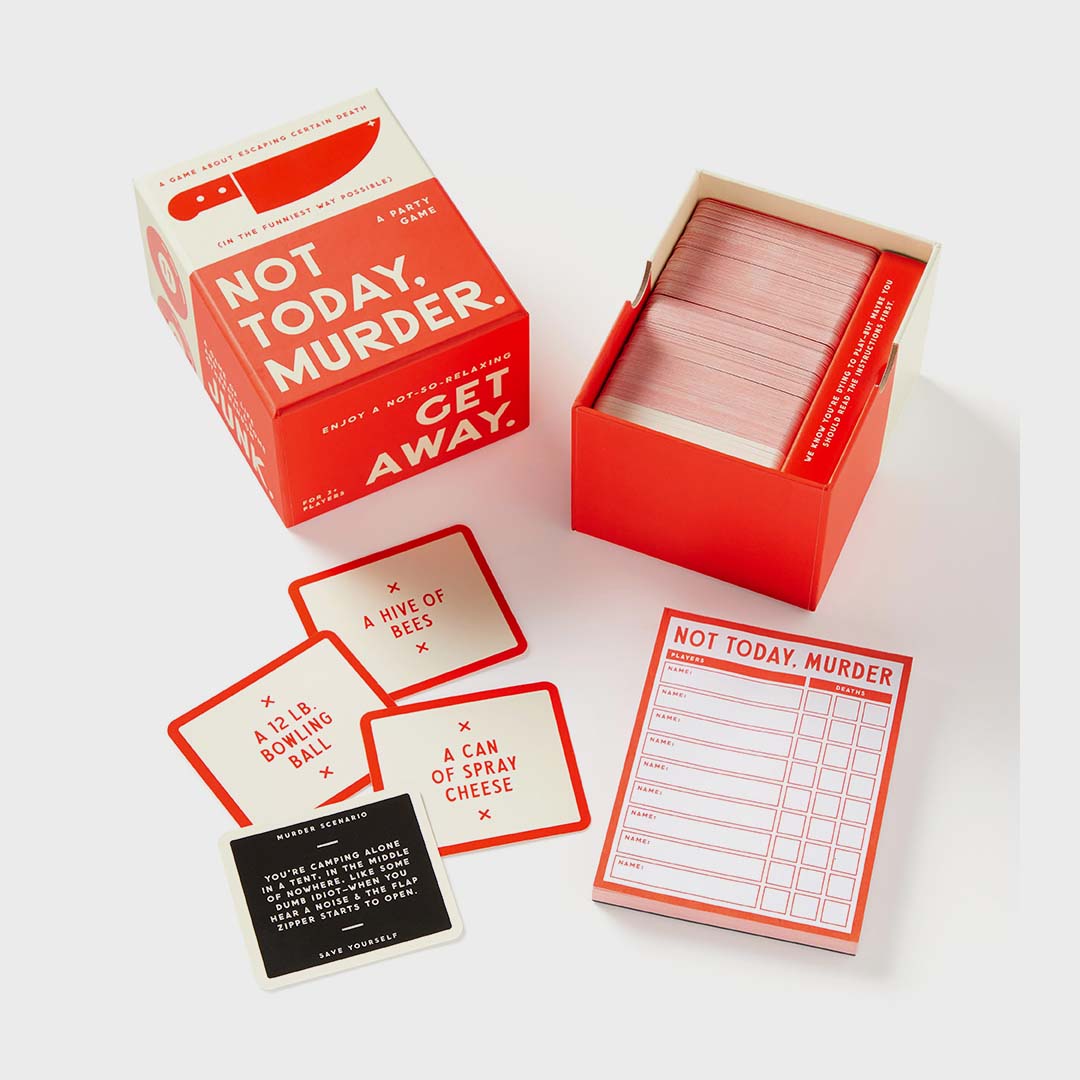 A GAME ABOUT ESCAPING CERTAIN DEATH
(IN THE FUNNIEST WAY POSSIBLE)
A PARTY
GAME
NOT
TODAY,
MURDER.
ENJOY A NOT-SO-RELAXING
GET
AWAY.
FOR 2+
PLAYERS
JUNK.
WE KNOW YOU'RE DYING TO PLAY—BUT MAYBE YOU
SHOULD READ THE INSTRUCTIONS FIRST.
A HIVE OF
BEES
A 12 LB.
BOWLING
BALL
A CAN
OF SPRAY
CHEESE
MURDER SCENARIO
YOU'RE CAMPING ALONE
IN A TENT, IN THE MIDDLE
OF NOWHERE, LIKE SOME
DUMB IDIOT—WHEN YOU
HEAR A NOISE & THE FLAP
ZIPPER STARTS TO OPEN.
SAVE YOURSELF
NOT TODAY, MURDER
PLAYERS
DEATHS
NAME:
NAME:
NAME:
NAME:
NAME:
NAME:
NAME:
NAME:
NAME: